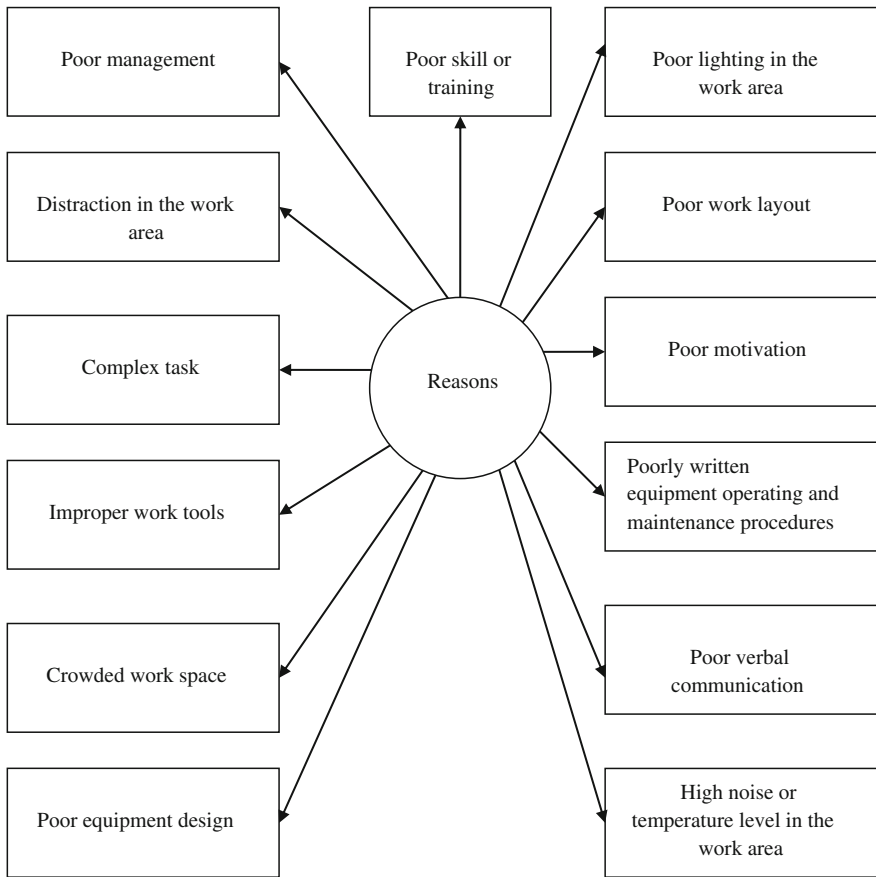 Poor management
Poor skill or
training
Poor lighting in the
work area
Distraction in the work
area
Poor work layout
Complex task
Reasons
Poor motivation
Improper work tools
Poorly written
equipment operating and
maintenance procedures
Crowded work space
Poor verbal
communication
Poor equipment design
High noise or
temperature level in the
work area